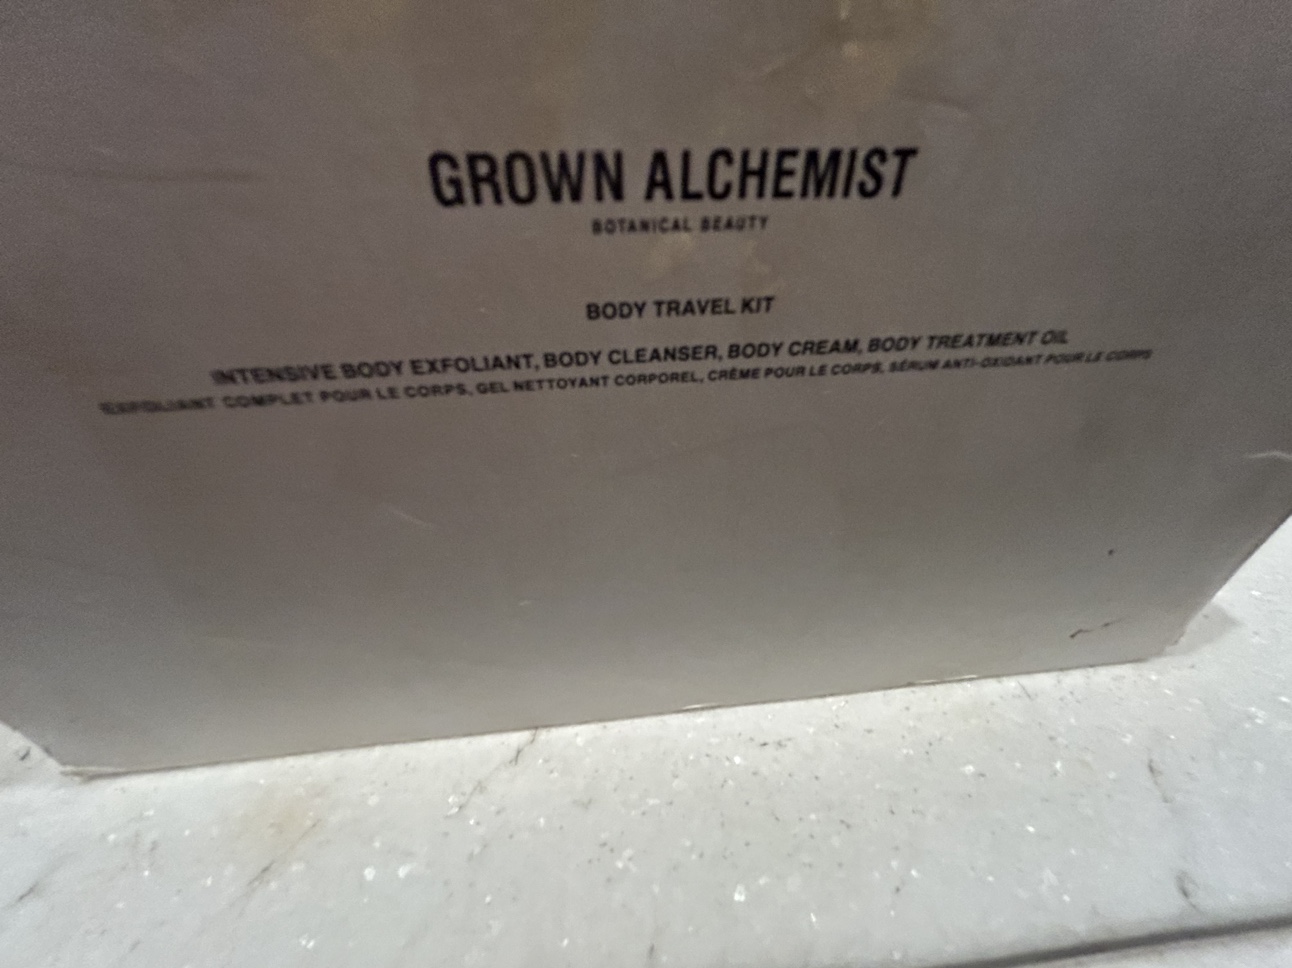 GROWN ALCHEMIST
BOTANICAL BEAUTY
BODY TRAVEL KIT
INTENSIVE BODY EXFOLIANT, BODY CLEANSER, BODY CREAM, BODY TREATMENT OIL
EXFOLIANT COMPLET POUR LE CORPS, GEL NETTOYANT CORPOREL, CRÈME POUR LE CORPS, SÉRUM ANTI-OXIDANT POUR LE CORPS